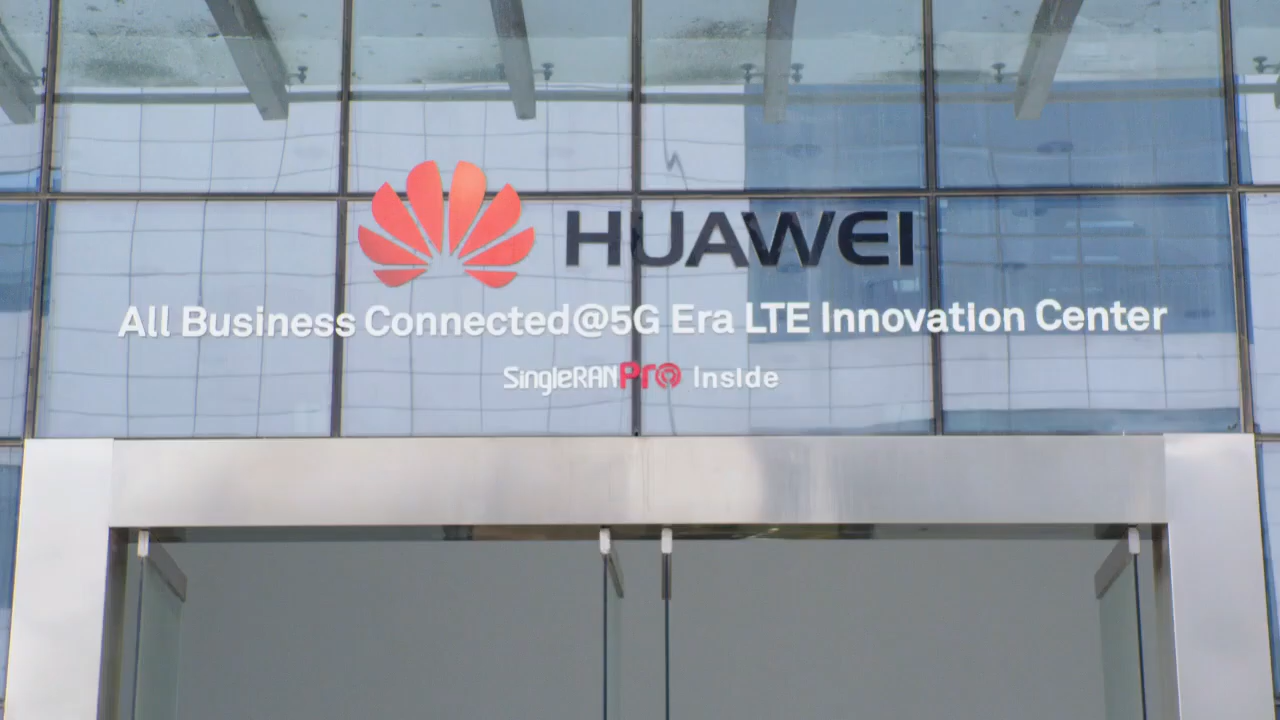 HUAWEI
All Business Connected@5G Era LTE Innovation Center
SingleRANPro Inside